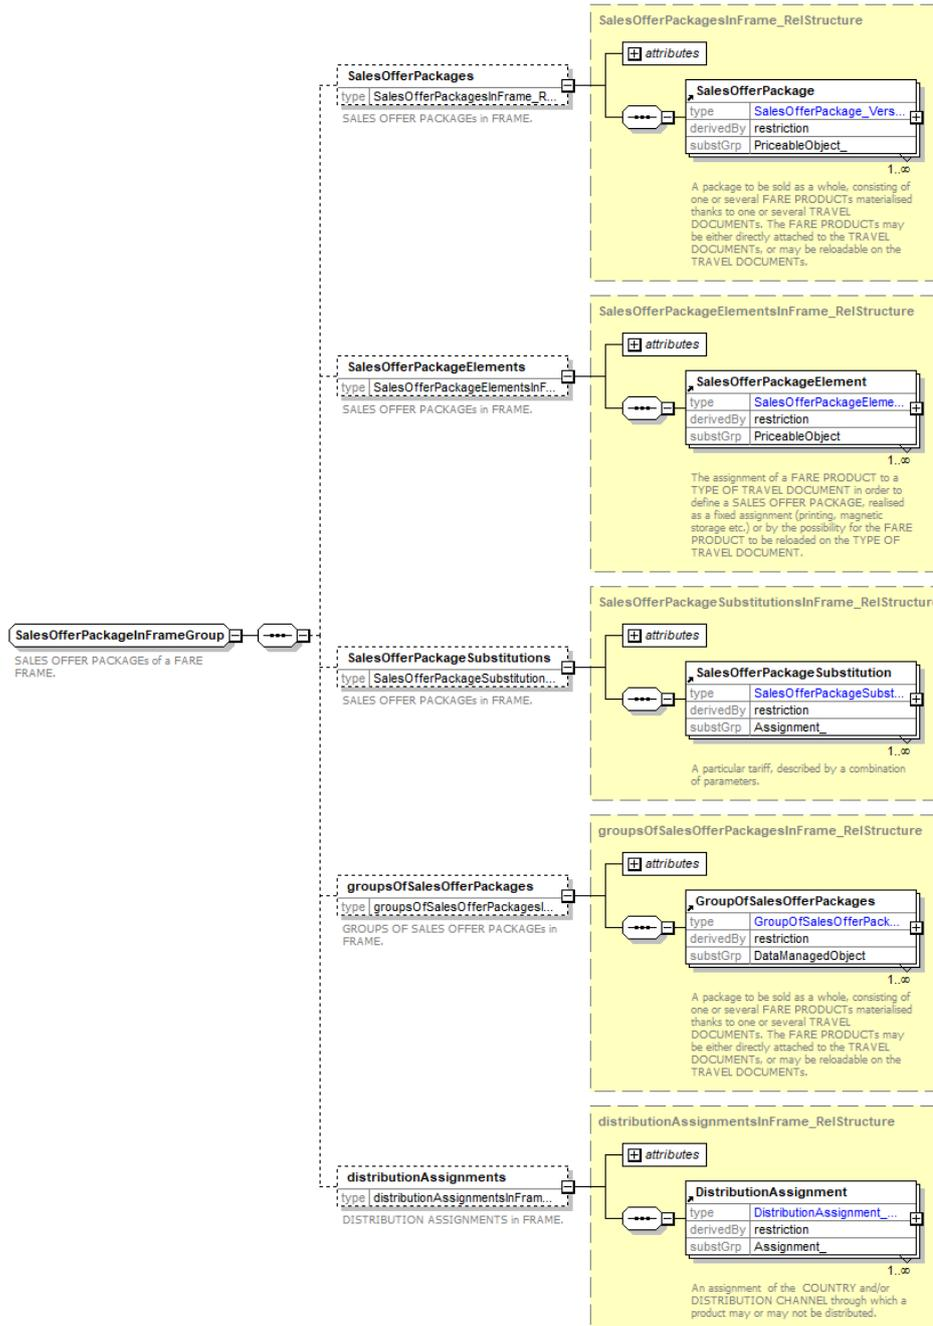 SalesOfferPackagesInFrame_RelStructure
attributes
SalesOfferPackages
type SalesOfferPackagesInFrame_R...
SALES OFFER PACKAGEs in FRAME.
SalesOfferPackage
type SalesOfferPackage_Vers...
derivedBy restriction
substGrp PriceableObject_
1..∞
A package to be sold as a whole, consisting of
one or several FARE PRODUCTs materialised
thanks to one or several TRAVEL
DOCUMENTs. The FARE PRODUCTs may
be either directly attached to the TRAVEL
DOCUMENTs, or may be reloadable on the
TRAVEL DOCUMENTs.
SalesOfferPackageElementsInFrame_RelStructure
attributes
SalesOfferPackageElements
type SalesOfferPackageElementsInF...
SALES OFFER PACKAGEs in FRAME.
SalesOfferPackageElement
type SalesOfferPackageEleme...
derivedBy restriction
substGrp PriceableObject
1..∞
The assignment of a FARE PRODUCT to a
TYPE OF TRAVEL DOCUMENT in order to
define a SALES OFFER PACKAGE, realised
as a fixed assignment (printing, magnetic
storage etc.) or by the possibility for the FARE
PRODUCT to be reloaded on the TYPE OF
TRAVEL DOCUMENT.
SalesOfferPackageInFrameGroup
SALES OFFER PACKAGEs of a FARE
FRAME.
SalesOfferPackageSubstitutionsInFrame_RelStructur
attributes
SalesOfferPackageSubstitutions
type SalesOfferPackageSubstitution...
SALES OFFER PACKAGEs in FRAME.
SalesOfferPackageSubstitution
type SalesOfferPackageSubst...
derivedBy restriction
substGrp Assignment_
1..∞
A particular tariff, described by a combination
of parameters.
groupsOfSalesOfferPackagesInFrame_RelStructure
attributes
groupsOfSalesOfferPackages
type groupsOfSalesOfferPackagesI...
GROUPS OF SALES OFFER PACKAGEs in
FRAME.
GroupOfSalesOfferPackages
type GroupOfSalesOfferPack...
derivedBy restriction
substGrp DataManagedObject
1..∞
A package to be sold as a whole, consisting of
one or several FARE PRODUCTs materialised
thanks to one or several TRAVEL
DOCUMENTs. The FARE PRODUCTs may
be either directly attached to the TRAVEL
DOCUMENTs, or may be reloadable on the
TRAVEL DOCUMENTs.
distributionAssignmentsInFrame_RelStructure
attributes
distributionAssignments
type distributionAssignmentsInFram...
DISTRIBUTION ASSIGNMENTS in FRAME.
DistributionAssignment
type DistributionAssignment_...
derivedBy restriction
substGrp Assignment_
1..∞
An assignment of the COUNTRY and/or
DISTRIBUTION CHANNEL through which a
product may or may not be distributed.